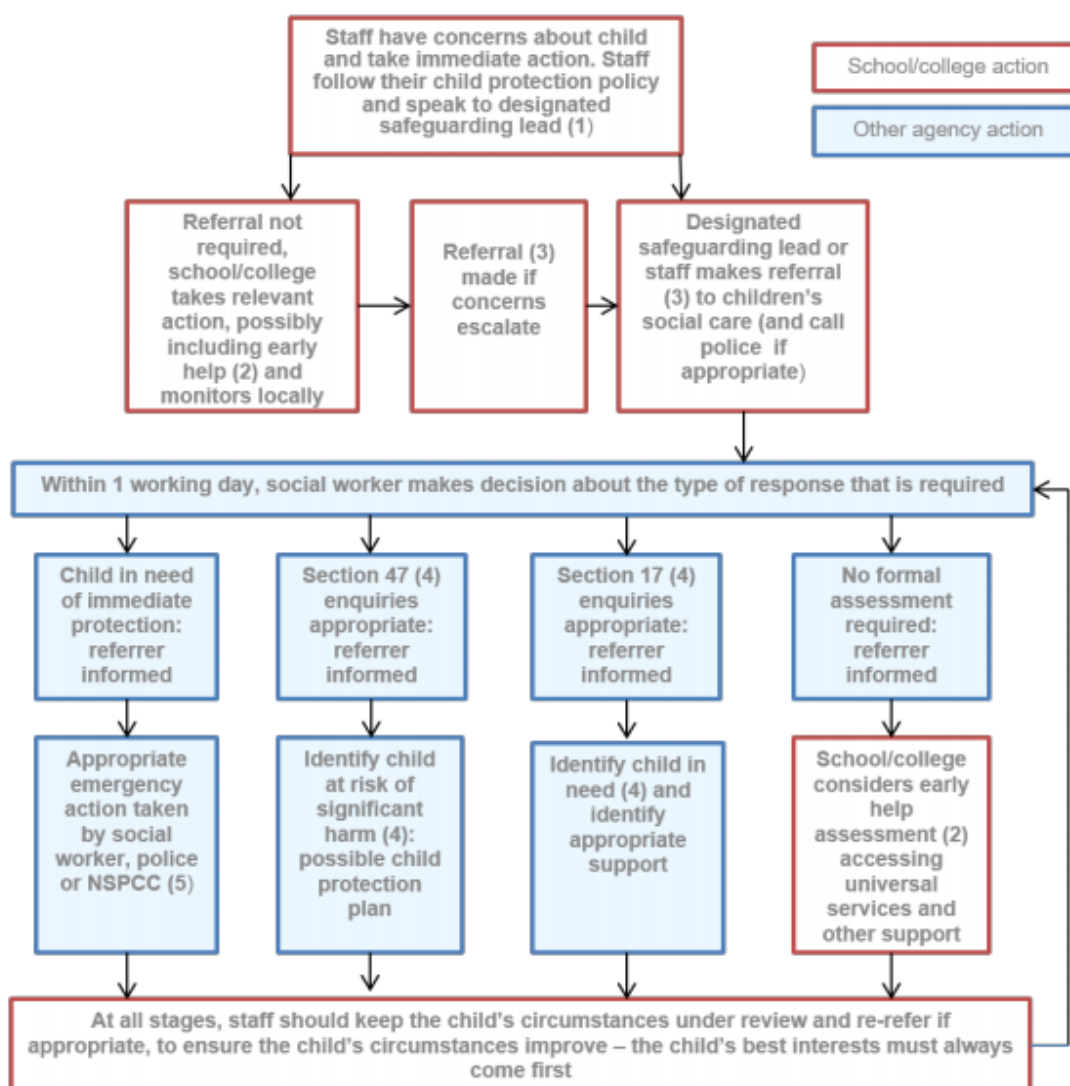 Staff have concerns about child
and take immediate action. Staff
follow their child protection policy
and speak to designated
safeguarding lead (1)
School/college action
Other agency action
Referral not
required,
school/college
takes relevant
action, possibly
including early
help (2) and
monitors locally
Referral (3)
made if
concerns
escalate
Designated
safeguarding lead or
staff makes referral
(3) to children's
social care (and call
police if
appropriate)
Within 1 working day, social worker makes decision about the type of response that is required
Child in need
of immediate
protection:
referrer
informed
Section 47 (4)
enquiries
appropriate:
referrer
informed
Section 17 (4)
enquiries
appropriate:
referrer
informed
No formal
assessment
required:
referrer
informed
Appropriate
emergency
action taken
by social
worker, police
or NSPCC (5)
Identify child
at risk of
significant
harm (4):
possible child
protection
plan
Identify child in
need (4) and
identify
appropriate
support
School/college
considers early
help
assessment (2)
accessing
universal
services and
other support
At all stages, staff should keep the child's circumstances under review and re-refer if
appropriate, to ensure the child's circumstances improve – the child's best interests must always
come first